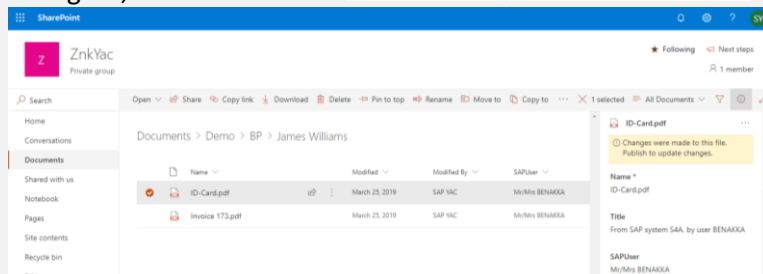 SharePoint
?
SY
Z
ZnkYac
Private group
Following
Next steps
1 member
Search
Open
Share
Copy link
Download
Delete
Pin to top
Rename
Move to
Copy to
...
1 selected
All Documents
Home
Conversations
Documents
Shared with us
Notebook
Pages
Site contents
Recycle bin
Documents > Demo > BP > James Williams
Name
Modified
Modified By
SAPUser
ID-Card.pdf
March 25, 2019
SAP YAC
Mr/Mrs BENAKKA
Invoice 173.pdf
March 25, 2019
SAP YAC
Mr/Mrs BENAKKA
ID-Card.pdf
...
Changes were made to this file.
Publish to update changes.
Name *
ID-Card.pdf
Title
From SAP system S4A, by user BENAKKA
SAPUser
Mr/Mrs BENAKKA